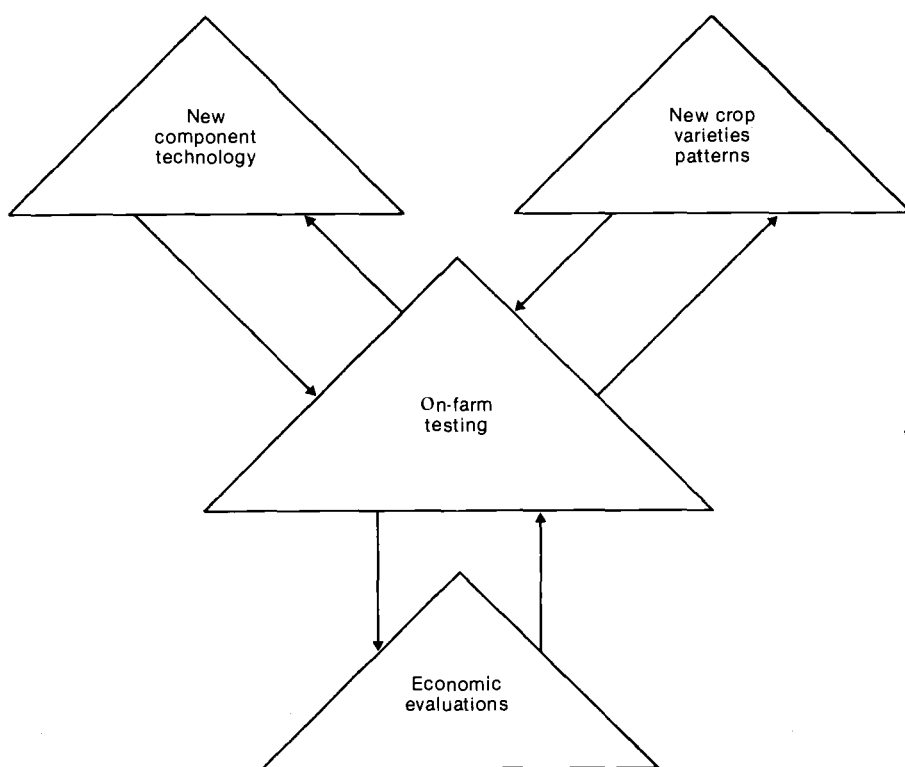 New
component
technology
New crop
varieties
patterns
On-farm
testing
Economic
evaluations